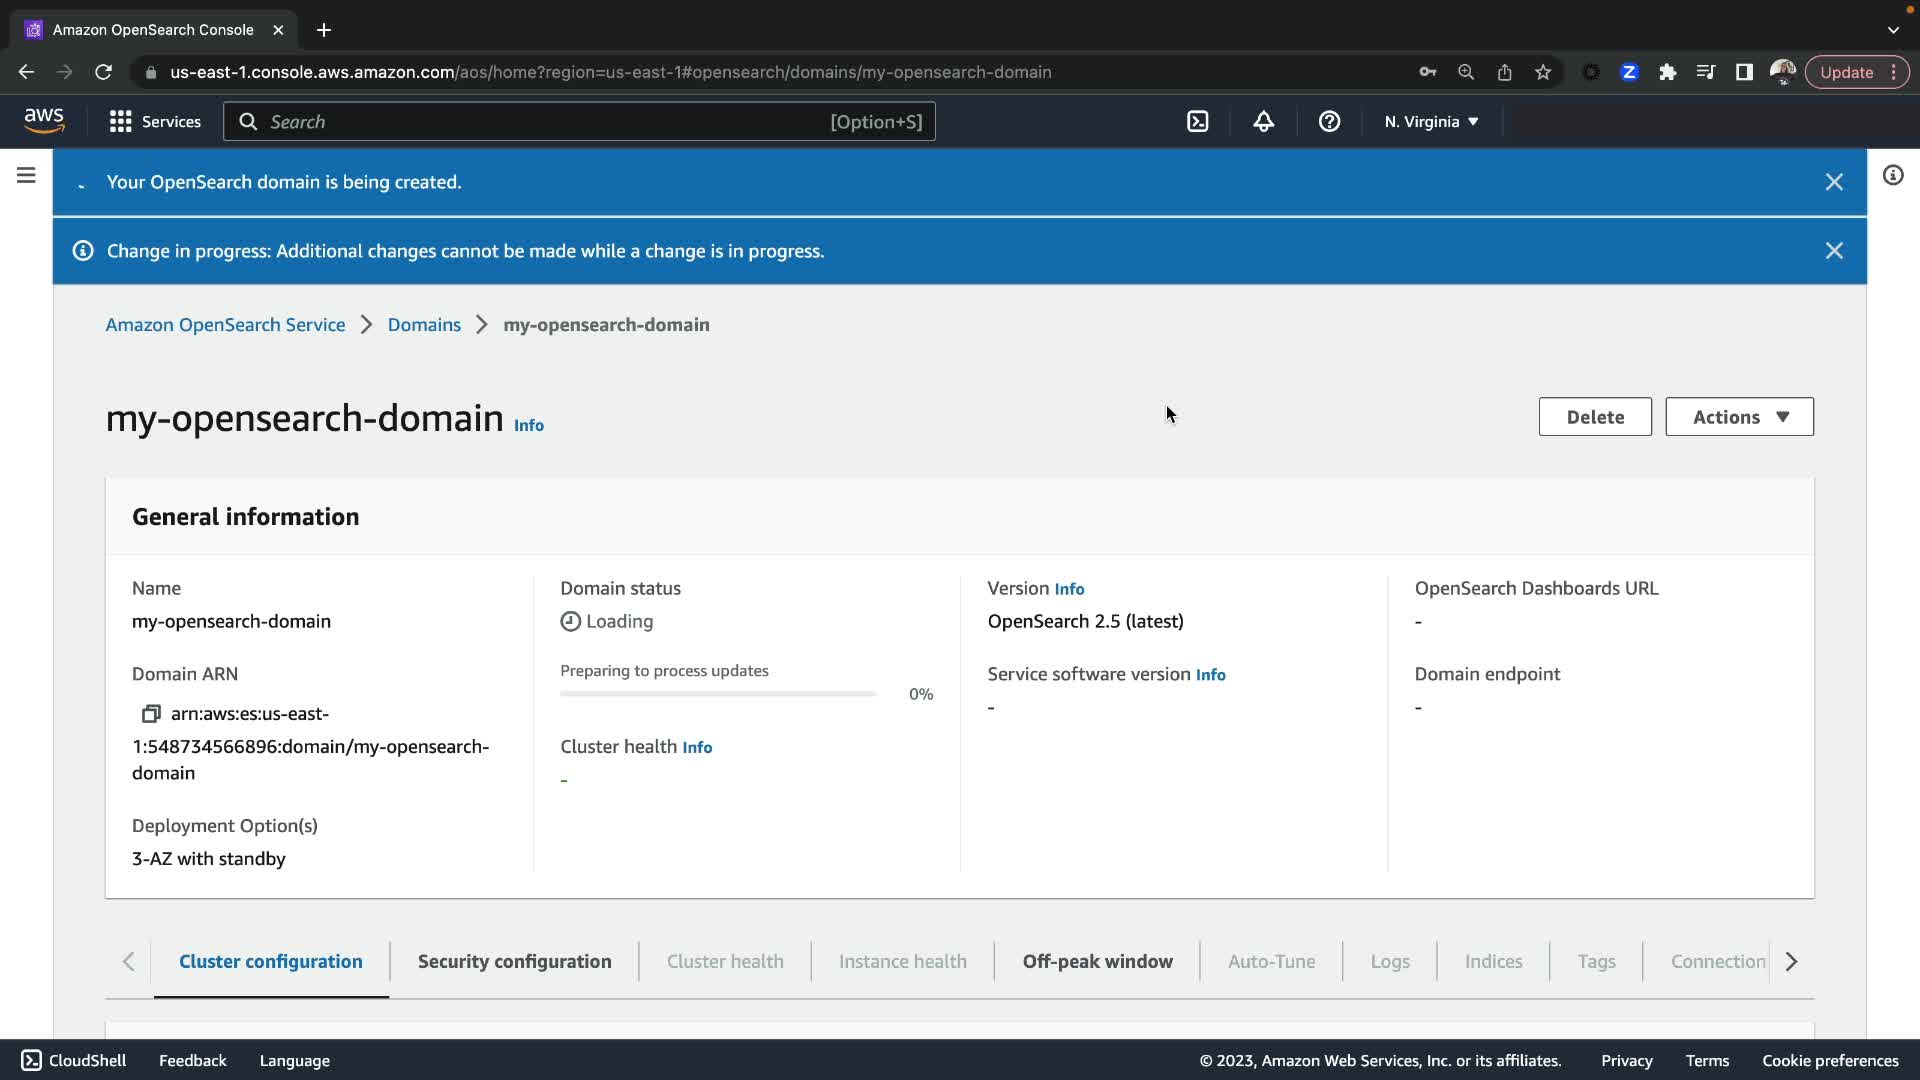 Amazon OpenSearch Console
us-east-1.console.aws.amazon.com/aos/home?region=us-east-1#opensearch/domains/my-opensearch-domain
Z
Update
aws
Services
Search
[Option+S]
N. Virginia
Your OpenSearch domain is being created.
Change in progress: Additional changes cannot be made while a change is in progress.
Amazon OpenSearch Service
Domains
my-opensearch-domain
my-opensearch-domain Info
Delete
Actions
General information
Name
my-opensearch-domain
Domain ARN
arn:aws:es:us-east-
1:548734566896:domain/my-opensearch-
domain
Deployment Option(s)
3-AZ with standby
Domain status
Loading
Preparing to process updates
0%
Cluster health Info
-
Version Info
OpenSearch 2.5 (latest)
Service software version Info
-
OpenSearch Dashboards URL
-
Domain endpoint
-
Cluster configuration
Security configuration
Cluster health
Instance health
Off-peak window
Auto-Tune
Logs
Indices
Tags
Connection
CloudShell
Feedback
Language
© 2023, Amazon Web Services, Inc. or its affiliates.
Privacy
Terms
Cookie preferences